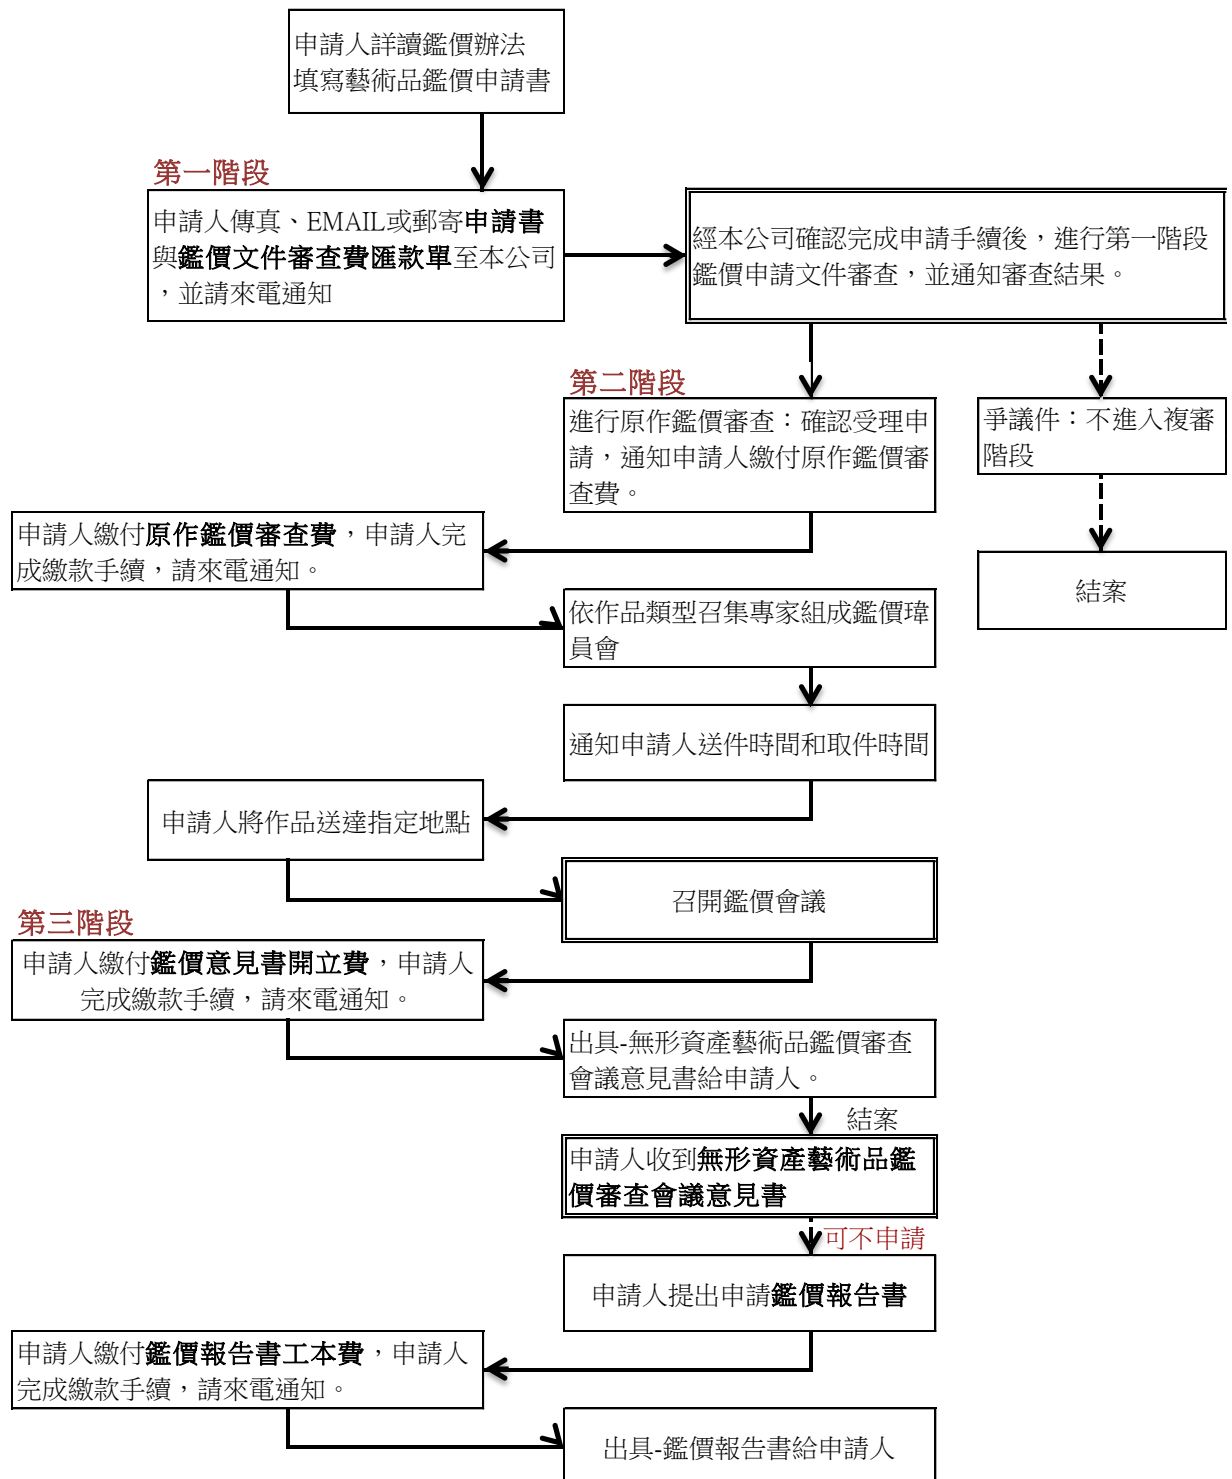 申請人詳讀鑑價辦法
填寫藝術品鑑價申請書
第一階段
申請人傳真、EMAIL或郵寄申請書
與鑑價文件審查費匯款單至本公司
，並請來電通知
經本公司確認完成申請手續後，進行第一階段
鑑價申請文件審查，並通知審查結果。
第二階段
進行原作鑑價審查：確認受理申
請，通知申請人繳付原作鑑價審
查費。
爭議件：不進入複審
階段
申請人繳付原作鑑價審查費，申請人完
成繳款手續，請來電通知。
結案
依作品類型召集專家組成鑑價瑋
員會
通知申請人送件時間和取件時間
申請人將作品送達指定地點
召開鑑價會議
第三階段
申請人繳付鑑價意見書開立費，申請人
完成繳款手續，請來電通知。
出具-無形資產藝術品鑑價審查
會議意見書給申請人。
結案
申請人收到無形資產藝術品鑑
價審查會議意見書
可不申請
申請人提出申請鑑價報告書
申請人繳付鑑價報告書工本費，申請人
完成繳款手續，請來電通知。
出具-鑑價報告書給申請人